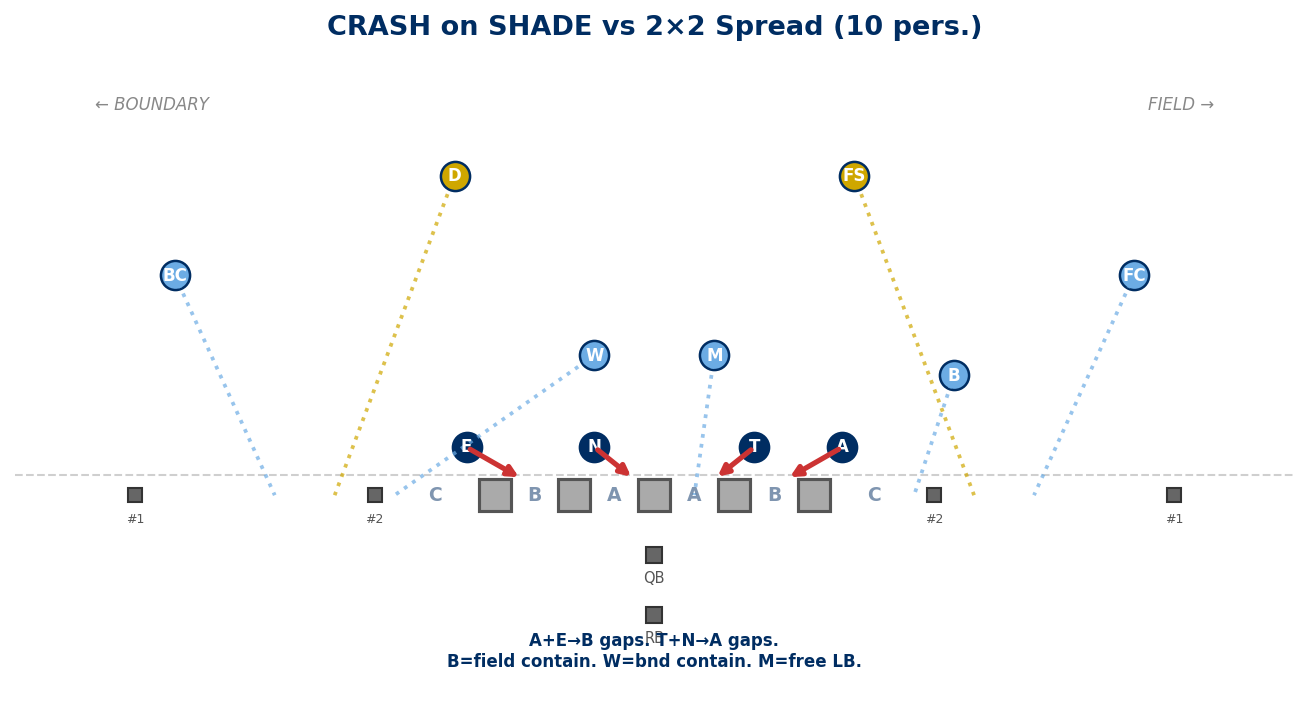 CRASH on SHADE vs 2×2 Spread (10 pers.)
← BOUNDARY
FIELD →
D
FS
BC
FC
W
M
B
E
N
T
A
C
B
A
A
B
C
#1
#2
#2
#1
QB
RB
A+E→B gaps. T+N→A gaps.
B=field contain. W=bnd contain. M=free LB.